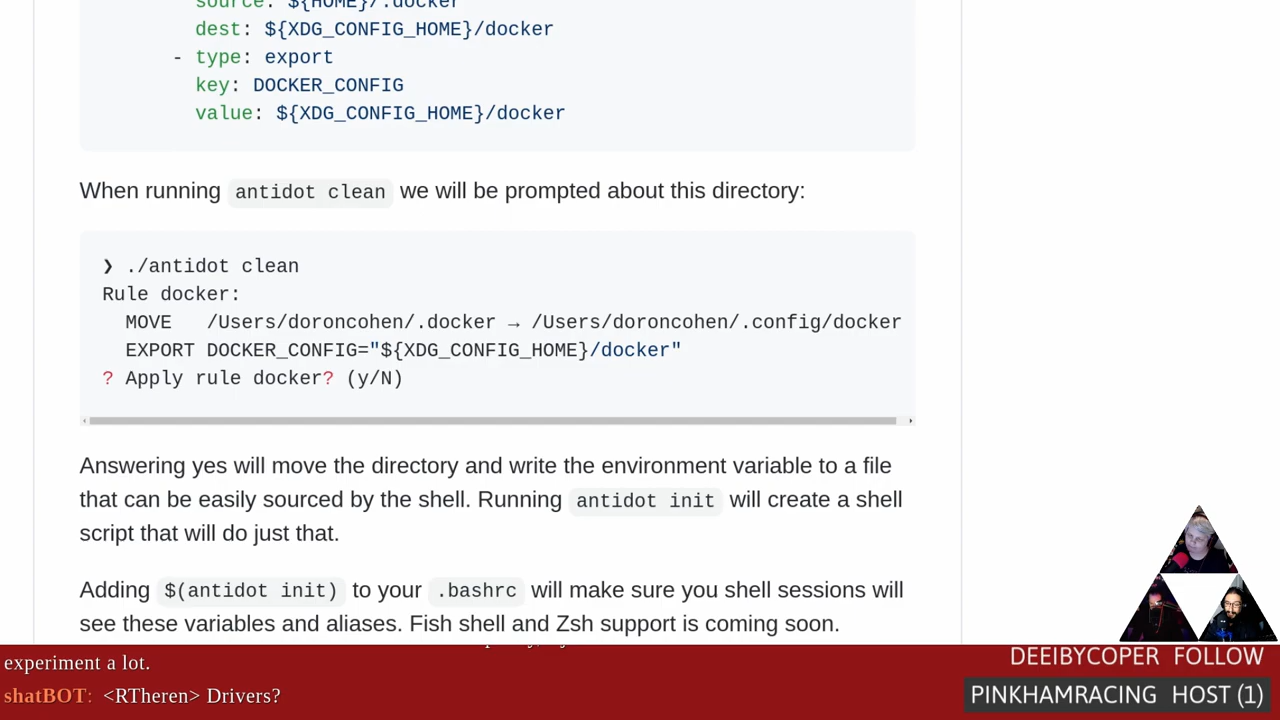 source: ${HOME}/.docker
dest: ${XDG_CONFIG_HOME}/docker
- type: export
key: DOCKER_CONFIG
value: ${XDG_CONFIG_HOME}/docker
When running antidot clean we will be prompted about this directory:
❯ ./antidot clean
Rule docker:
MOVE /Users/doroncohen/.docker → /Users/doroncohen/.config/docker
EXPORT DOCKER_CONFIG="${XDG_CONFIG_HOME}/docker"
? Apply rule docker? (y/N)
Answering yes will move the directory and write the environment variable to a file
that can be easily sourced by the shell. Running antidot init will create a shell
script that will do just that.
Adding $(antidot init) to your .bashrc will make sure you shell sessions will
see these variables and aliases. Fish shell and Zsh support is coming soon.
experiment a lot.
shatBOT: <RTheren> Drivers?
DEEIBYCOPER FOLLOW
PINKHAMRACING HOST (1)